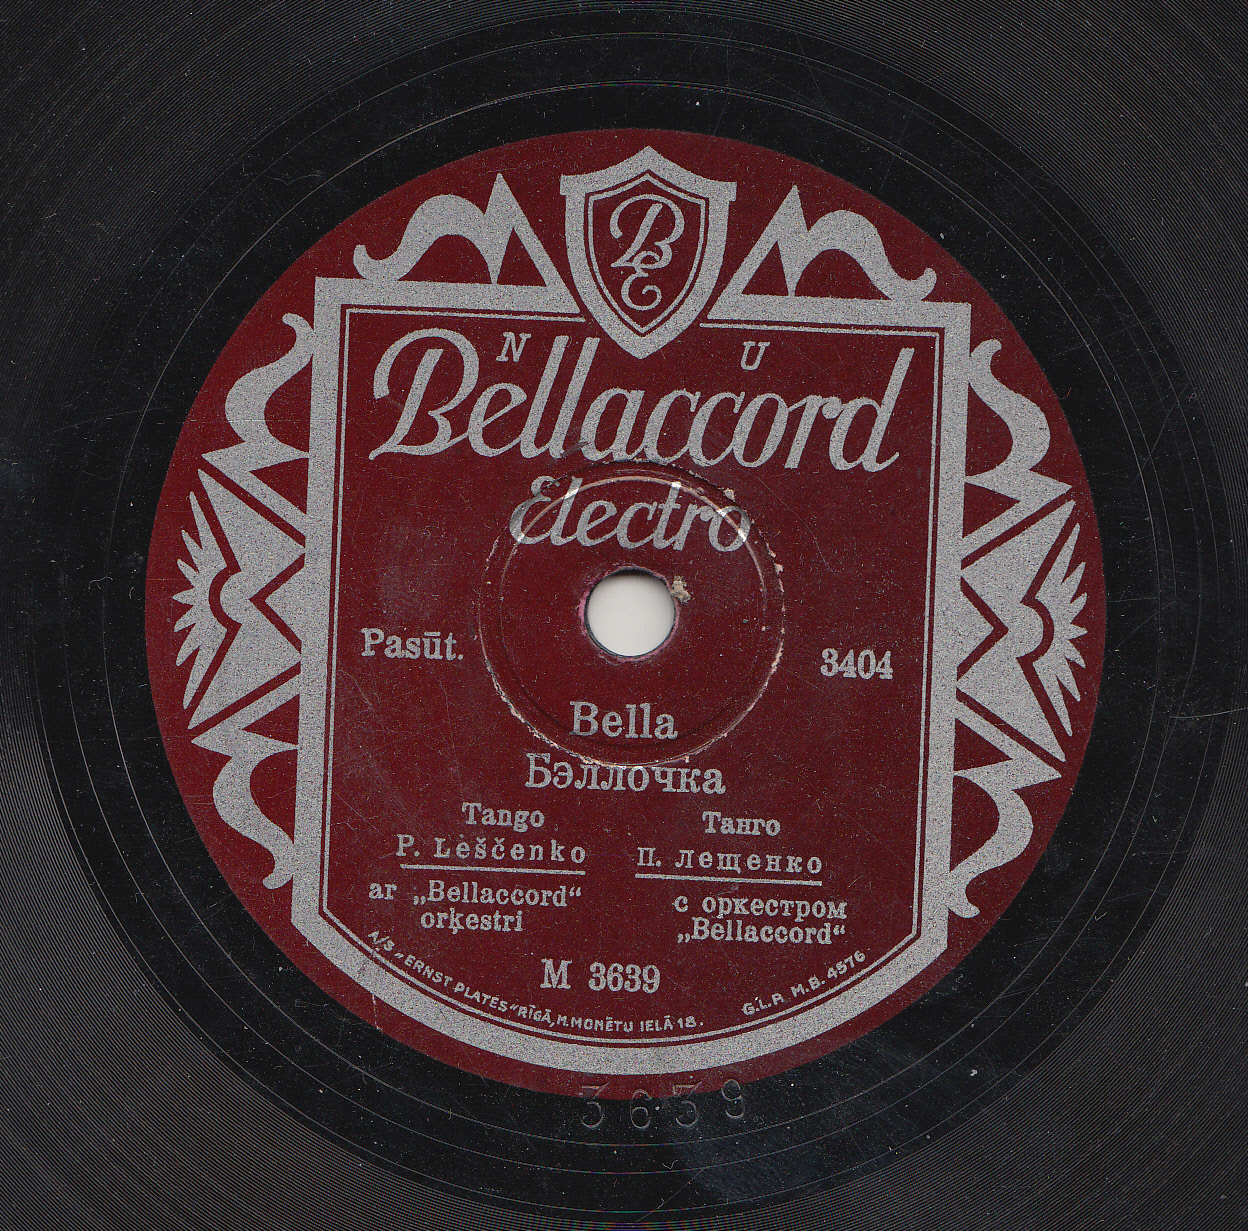 BE
N U
Bellaccord
Electro
Pasūt. 3404
Bella
Бэллочка
Tango Танго
P. Leščenko П. Лещенко
ar „Bellaccord“ с оркестром
orķestri „Bellaccord“
M 3639
A/S „ERNST PLATES“ RĪGĀ, M. MONĒTU IELĀ 18. G.L.P. M.B. 4576
3639